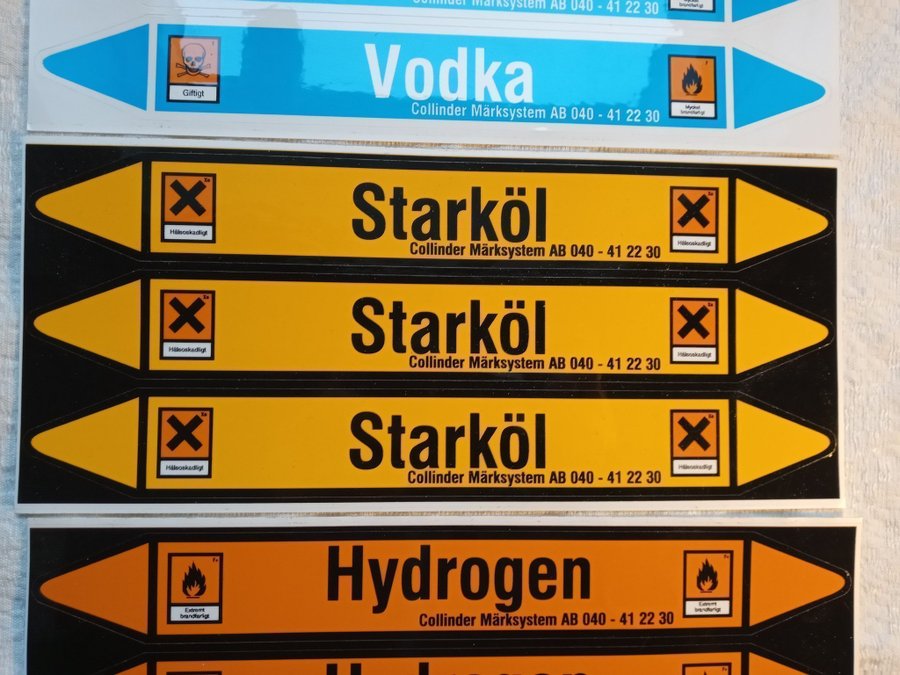 Collinder Märksystem AB 040 - 41 22 30
Mycket
brandfarligt
Vodka
Giftigt
Mycket
brandfarligt
Collinder Märksystem AB 040 - 41 22 30
Starköl
Hälsoskadligt
Hälsoskadligt
Collinder Märksystem AB 040 - 41 22 30
Starköl
Hälsoskadligt
Hälsoskadligt
Collinder Märksystem AB 040 - 41 22 30
Starköl
Hälsoskadligt
Hälsoskadligt
Collinder Märksystem AB 040 - 41 22 30
Hydrogen
Extremt
brandfarligt
Extremt
brandfarligt
Collinder Märksystem AB 040 - 41 22 30
Hydrogen